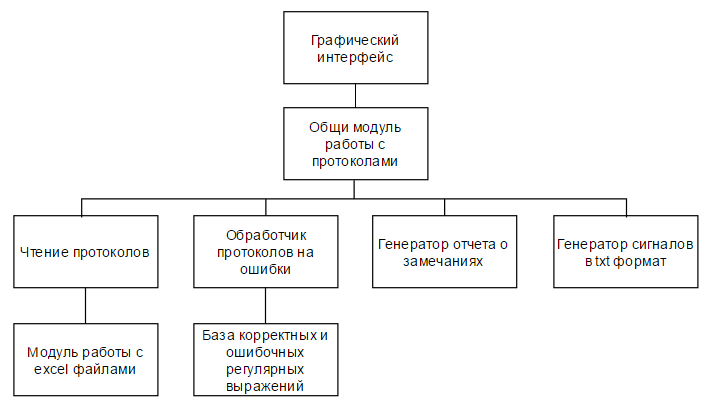 Графический
интерфейс
Общи модуль
работы с
протоколами
Чтение протоколов
Обработчик
протоколов на
ошибки
Генератор отчета о
замечаниях
Генератор сигналов
в txt формат
Модуль работы с
excel файлами
База корректных и
ошибочных
регулярных
выражений